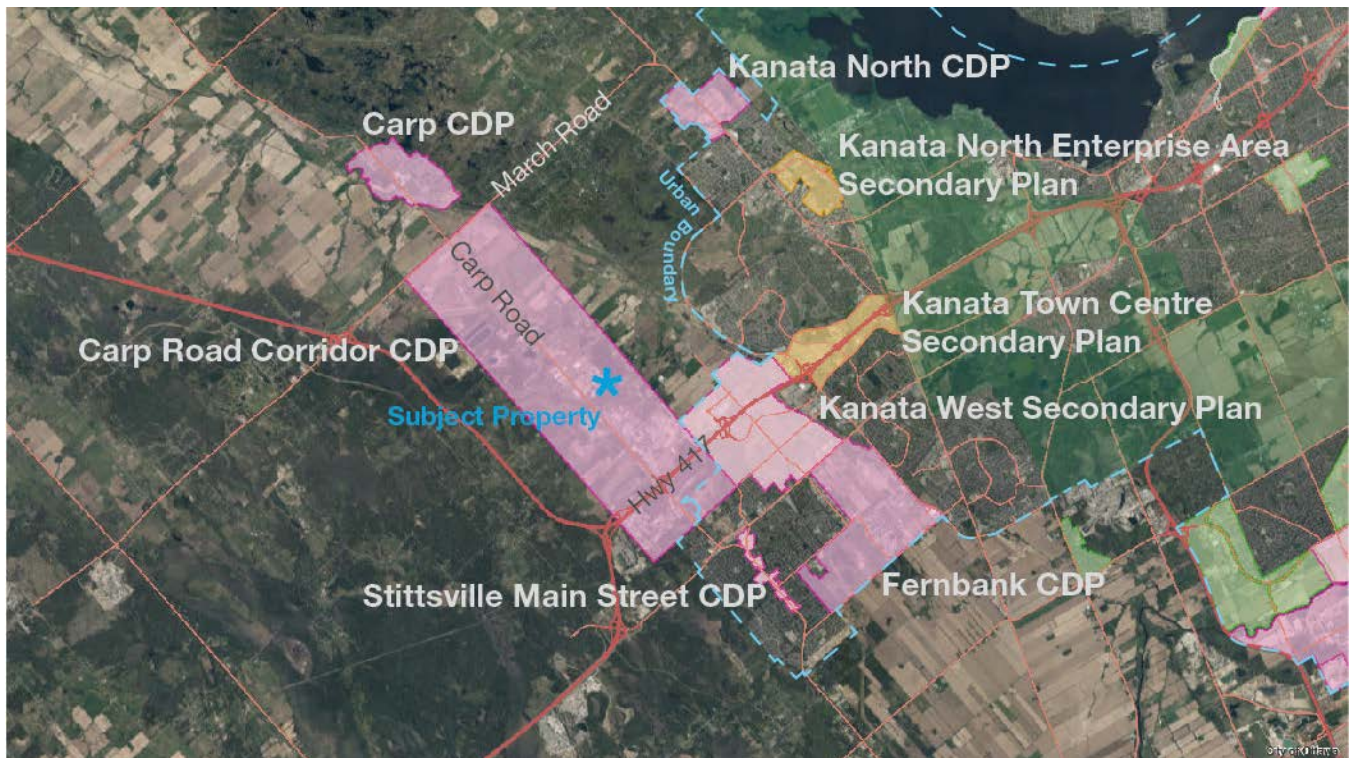 Kanata North CDP
Carp CDP
March Road
Kanata North Enterprise Area
Secondary Plan
Urban Boundary
Carp Road
Kanata Town Centre
Secondary Plan
Carp Road Corridor CDP
Subject Property
Kanata West Secondary Plan
Hwy 417
Stittsville Main Street CDP
Fernbank CDP